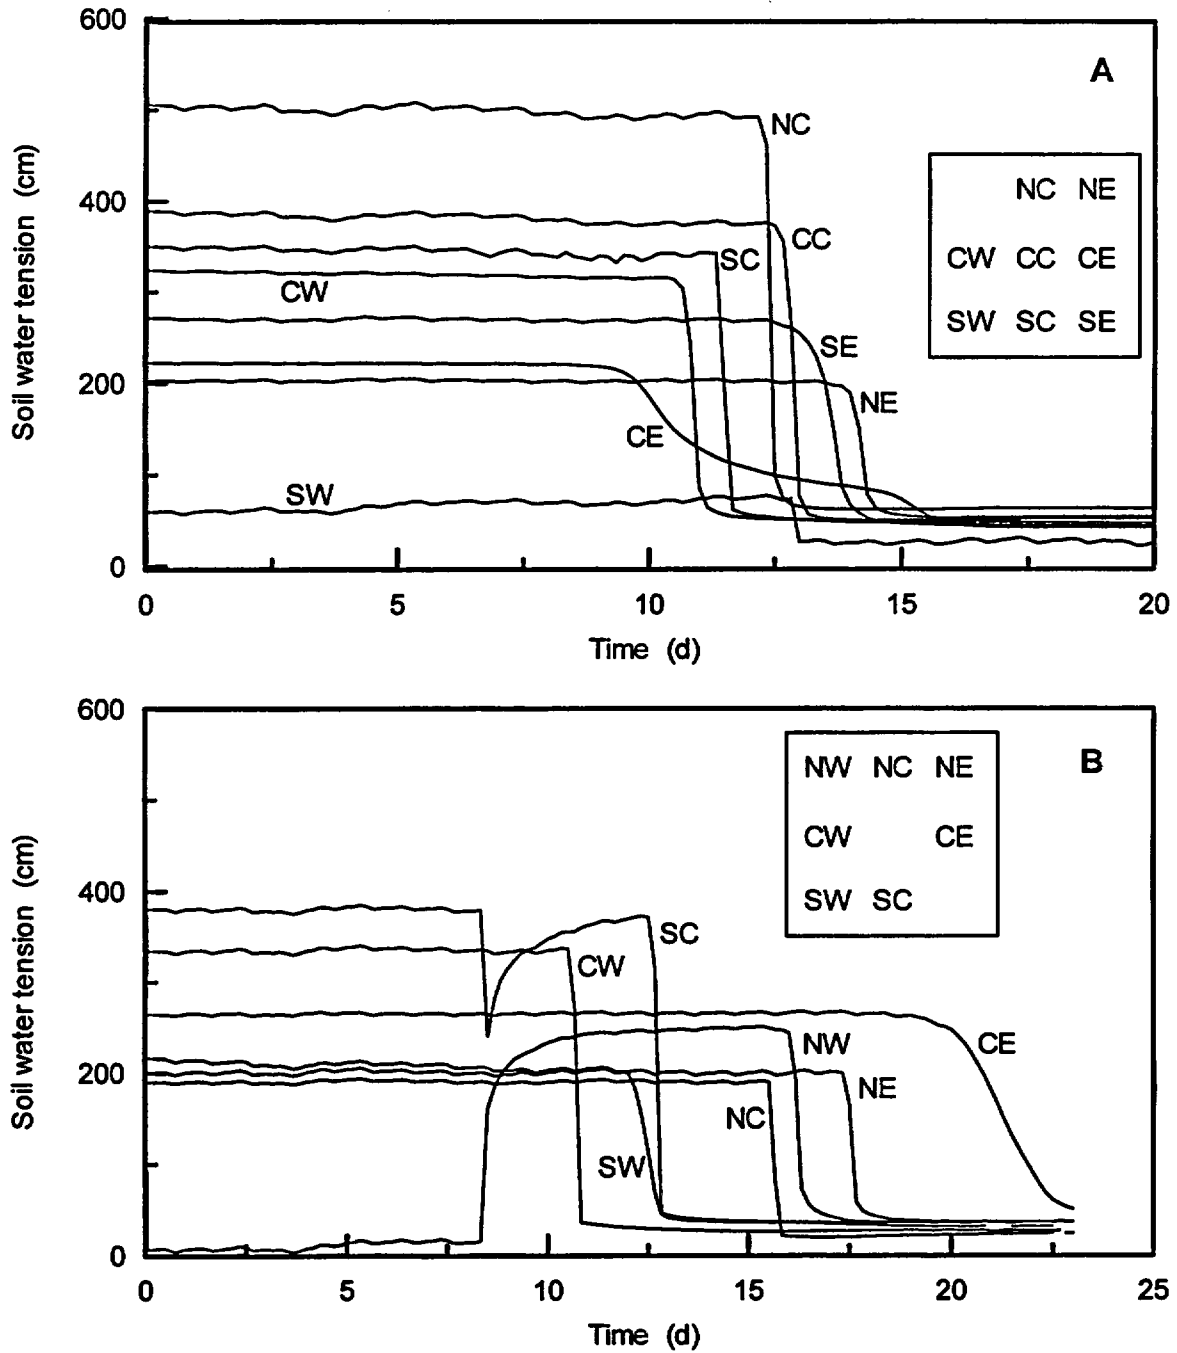 600
A
NC
NC NE
Soil water tension (cm)
400
CC
SC
CW CC CE
CW
SW SC SE
SE
200
NE
CE
SW
0
0 5 10 15 20
Time (d)
600
NW NC NE
B
CW CE
Soil water tension (cm)
400
SW SC
SC
CW
NW
CE
200
NE
NC
SW
0
0 5 10 15 20 25
Time (d)